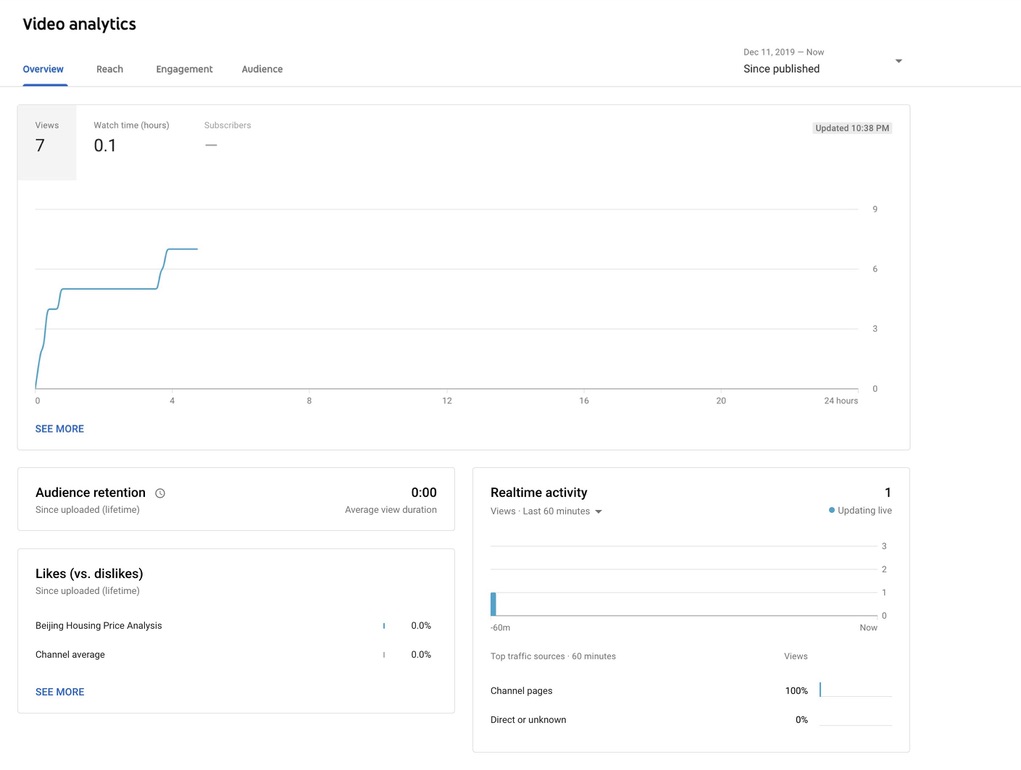 Video analytics
Overview Reach Engagement Audience
Dec 11, 2019 – Now
Since published
Views
7
Watch time (hours)
0.1
Subscribers
—
Updated 10:38 PM
9
6
3
0
0 4 8 12 16 20 24 hours
SEE MORE
Audience retention 0:00
Since uploaded (lifetime) Average view duration
Likes (vs. dislikes)
Since uploaded (lifetime)
Beijing Housing Price Analysis 0.0%
Channel average 0.0%
SEE MORE
Realtime activity 1
Views · Last 60 minutes Updating live
3
2
1
0
-60m Now
Top traffic sources · 60 minutes Views
Channel pages 100%
Direct or unknown 0%